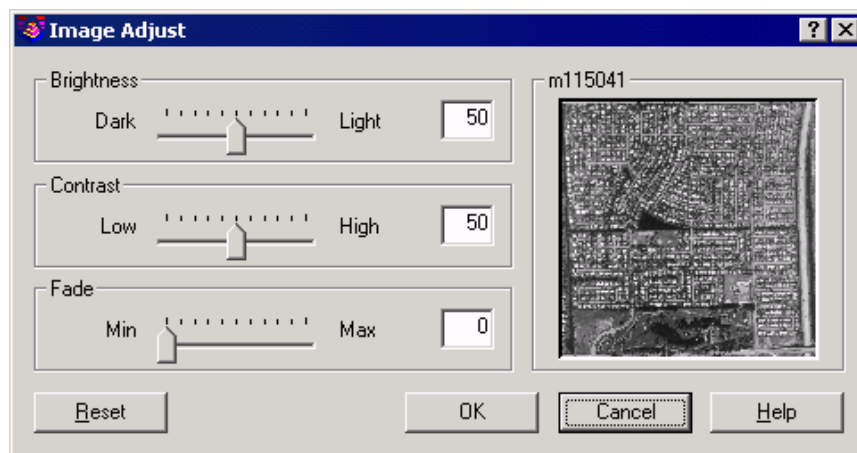 Image Adjust
Brightness
Dark Light 50
Contrast
Low High 50
Fade
Min Max 0
m115041
Reset OK Cancel Help